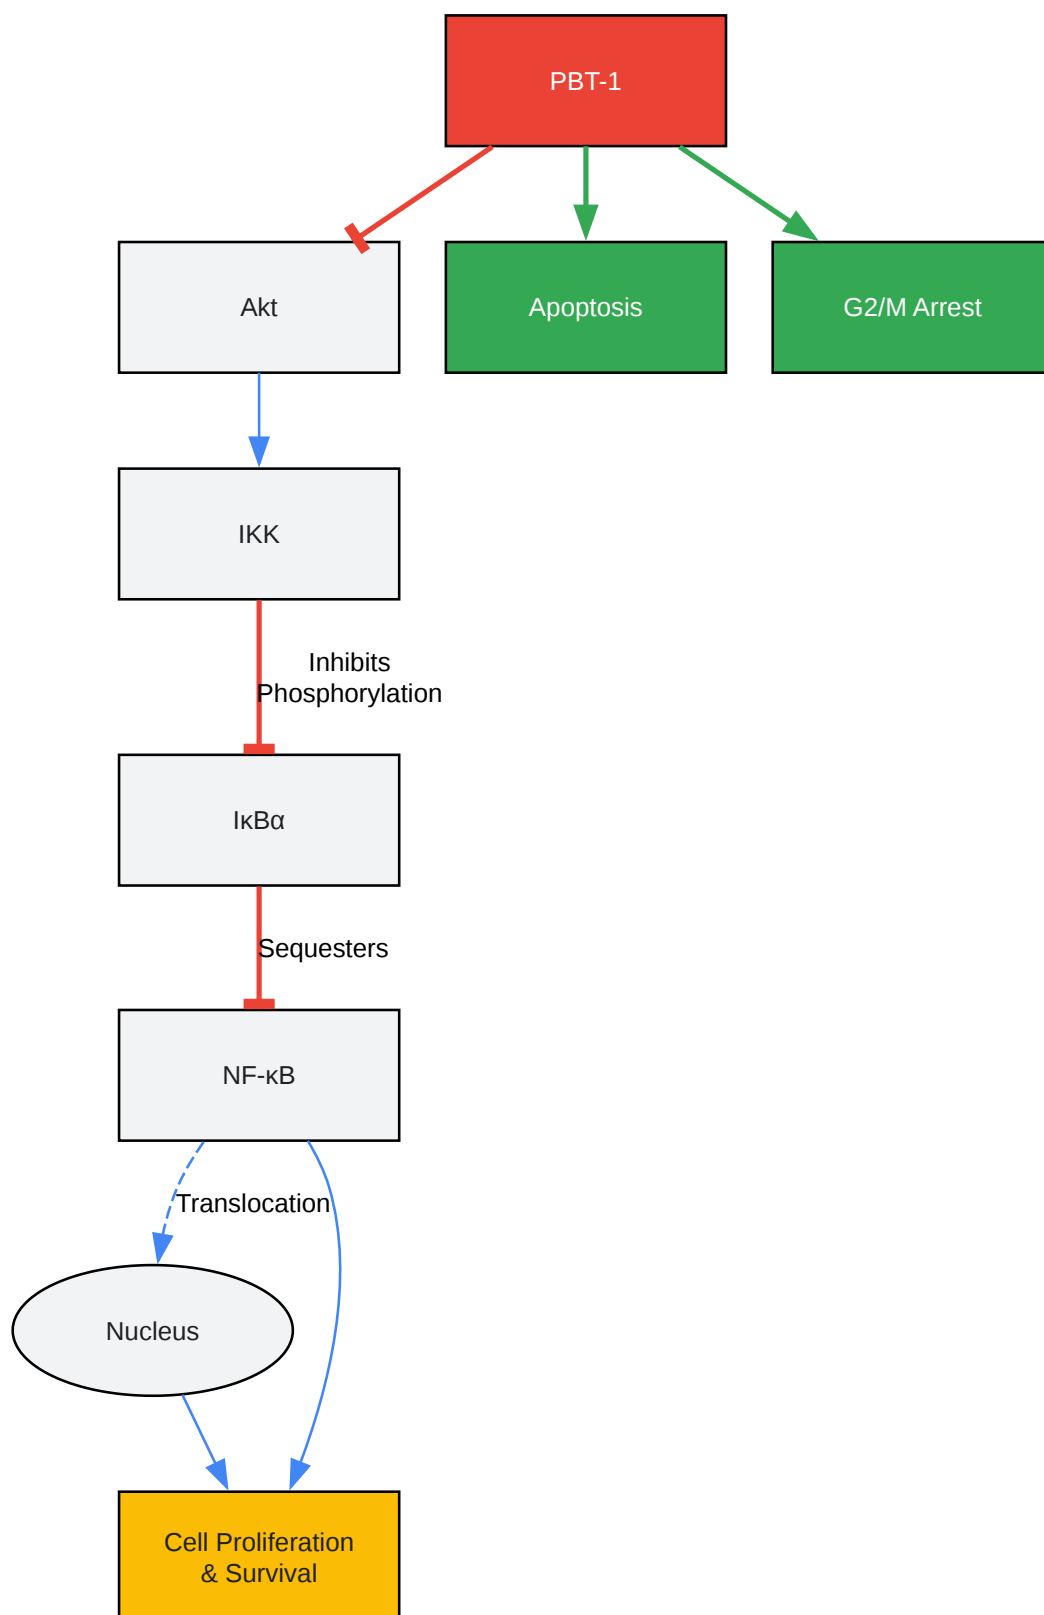 PBT-1
Akt
Apoptosis
G2/M Arrest
IKK
Inhibits
Phosphorylation
IκBα
Sequesters
NF-κB
Translocation
Nucleus
Cell Proliferation
& Survival